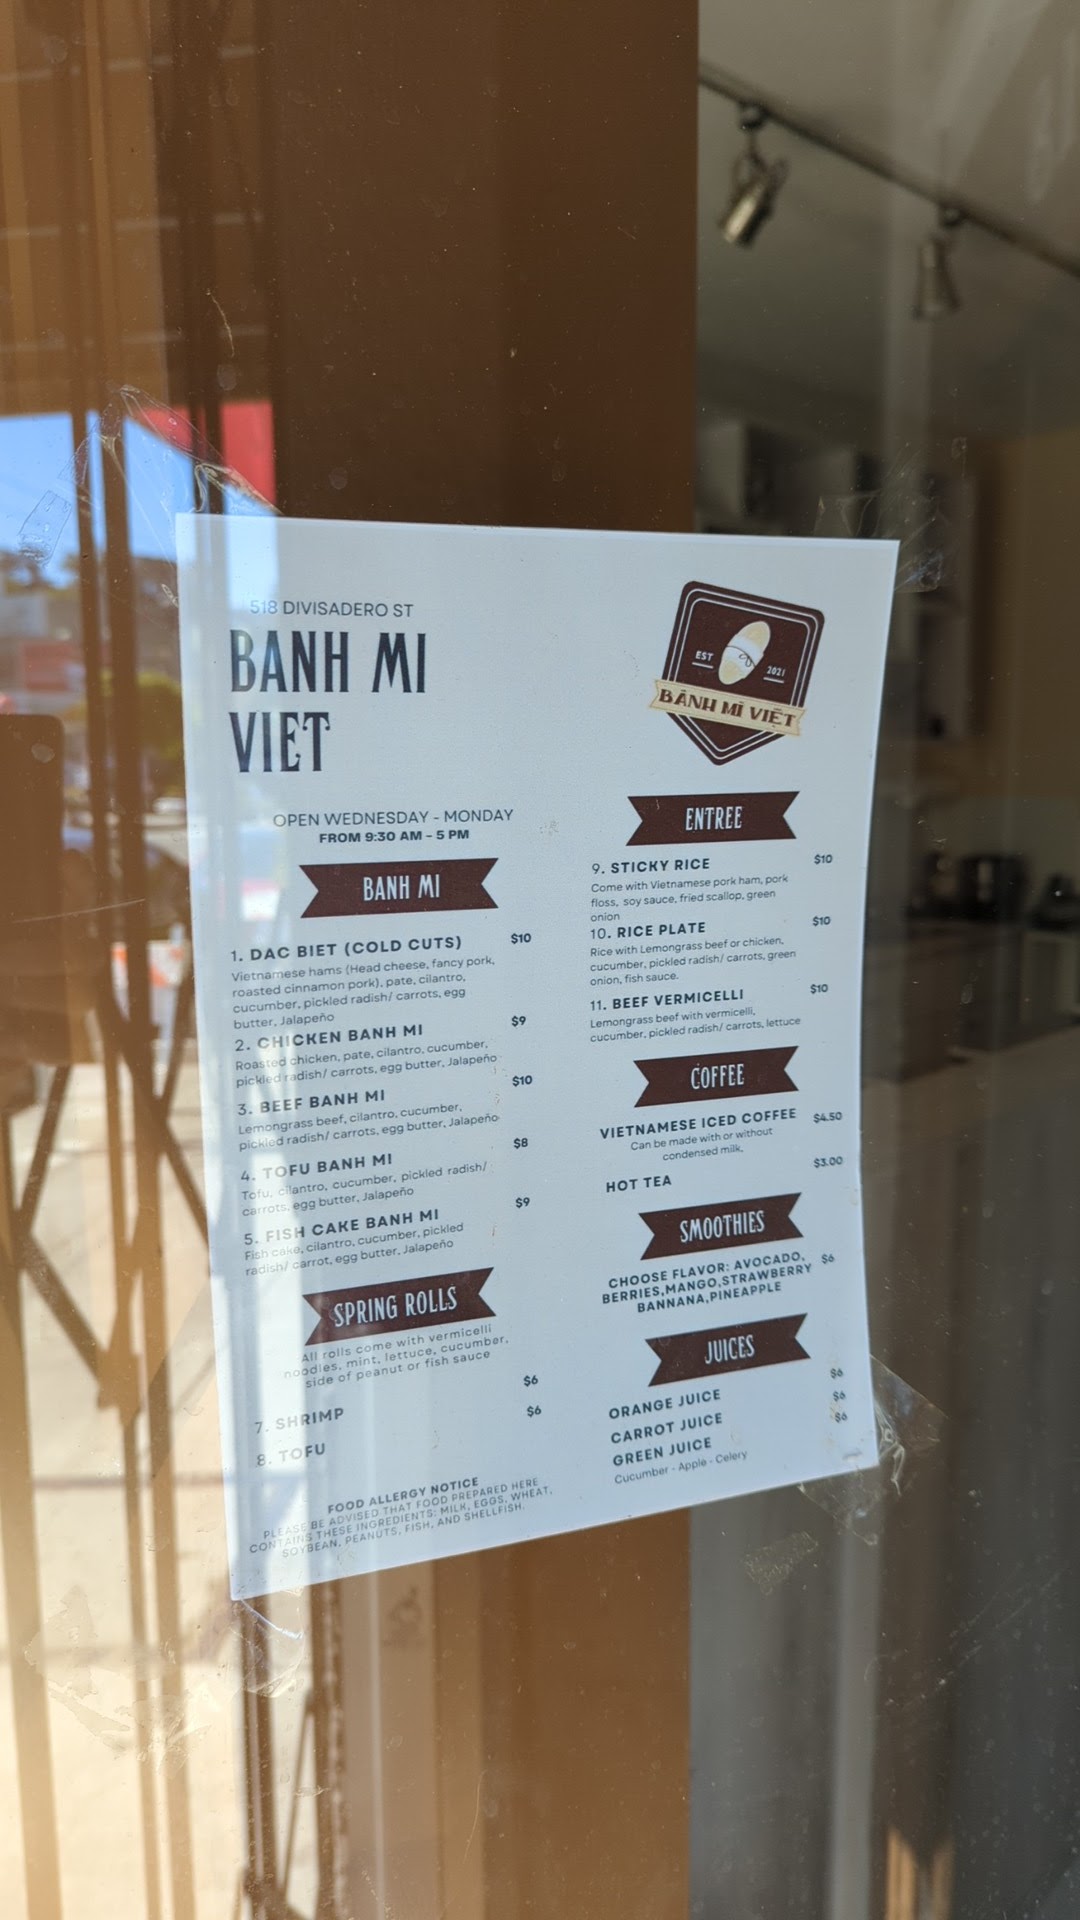 518 DIVISADERO ST
BANH MI
VIET
EST
2021
BÁNH MÌ VIỆT
OPEN WEDNESDAY - MONDAY
FROM 9:30 AM - 5 PM
BANH MI
1. DAC BIET (COLD CUTS) $10
Vietnamese hams (Head cheese, fancy pork,
roasted cinnamon pork), pate, cilantro,
cucumber, pickled radish/ carrots, egg
butter, Jalapeño
2. CHICKEN BANH MI $9
Roasted chicken, pate, cilantro, cucumber,
pickled radish/ carrots, egg butter, Jalapeño
3. BEEF BANH MI $10
Lemongrass beef, cilantro, cucumber,
pickled radish/ carrots, egg butter, Jalapeño
4. TOFU BANH MI $8
Tofu, cilantro, cucumber, pickled radish/
carrots, egg butter, Jalapeño
5. FISH CAKE BANH MI $9
Fish cake, cilantro, cucumber, pickled
radish/ carrot, egg butter, Jalapeño
SPRING ROLLS
All rolls come with vermicelli
noodles, mint, lettuce, cucumber,
side of peanut or fish sauce
7. SHRIMP $6
8. TOFU $6
FOOD ALLERGY NOTICE
PLEASE BE ADVISED THAT FOOD PREPARED HERE
CONTAINS THESE INGREDIENTS: MILK, EGGS, WHEAT,
SOYBEAN, PEANUTS, FISH, AND SHELLFISH.
ENTREE
9. STICKY RICE $10
Come with Vietnamese pork ham, pork
floss, soy sauce, fried scallop, green
onion
10. RICE PLATE $10
Rice with Lemongrass beef or chicken,
cucumber, pickled radish/ carrots, green
onion, fish sauce.
11. BEEF VERMICELLI $10
Lemongrass beef with vermicelli,
cucumber, pickled radish/ carrots, lettuce
COFFEE
VIETNAMESE ICED COFFEE $4.50
Can be made with or without
condensed milk.
HOT TEA $3.00
SMOOTHIES
CHOOSE FLAVOR: AVOCADO, $6
BERRIES,MANGO,STRAWBERRY
BANNANA,PINEAPPLE
JUICES
ORANGE JUICE $6
CARROT JUICE $6
GREEN JUICE $6
Cucumber - Apple - Celery